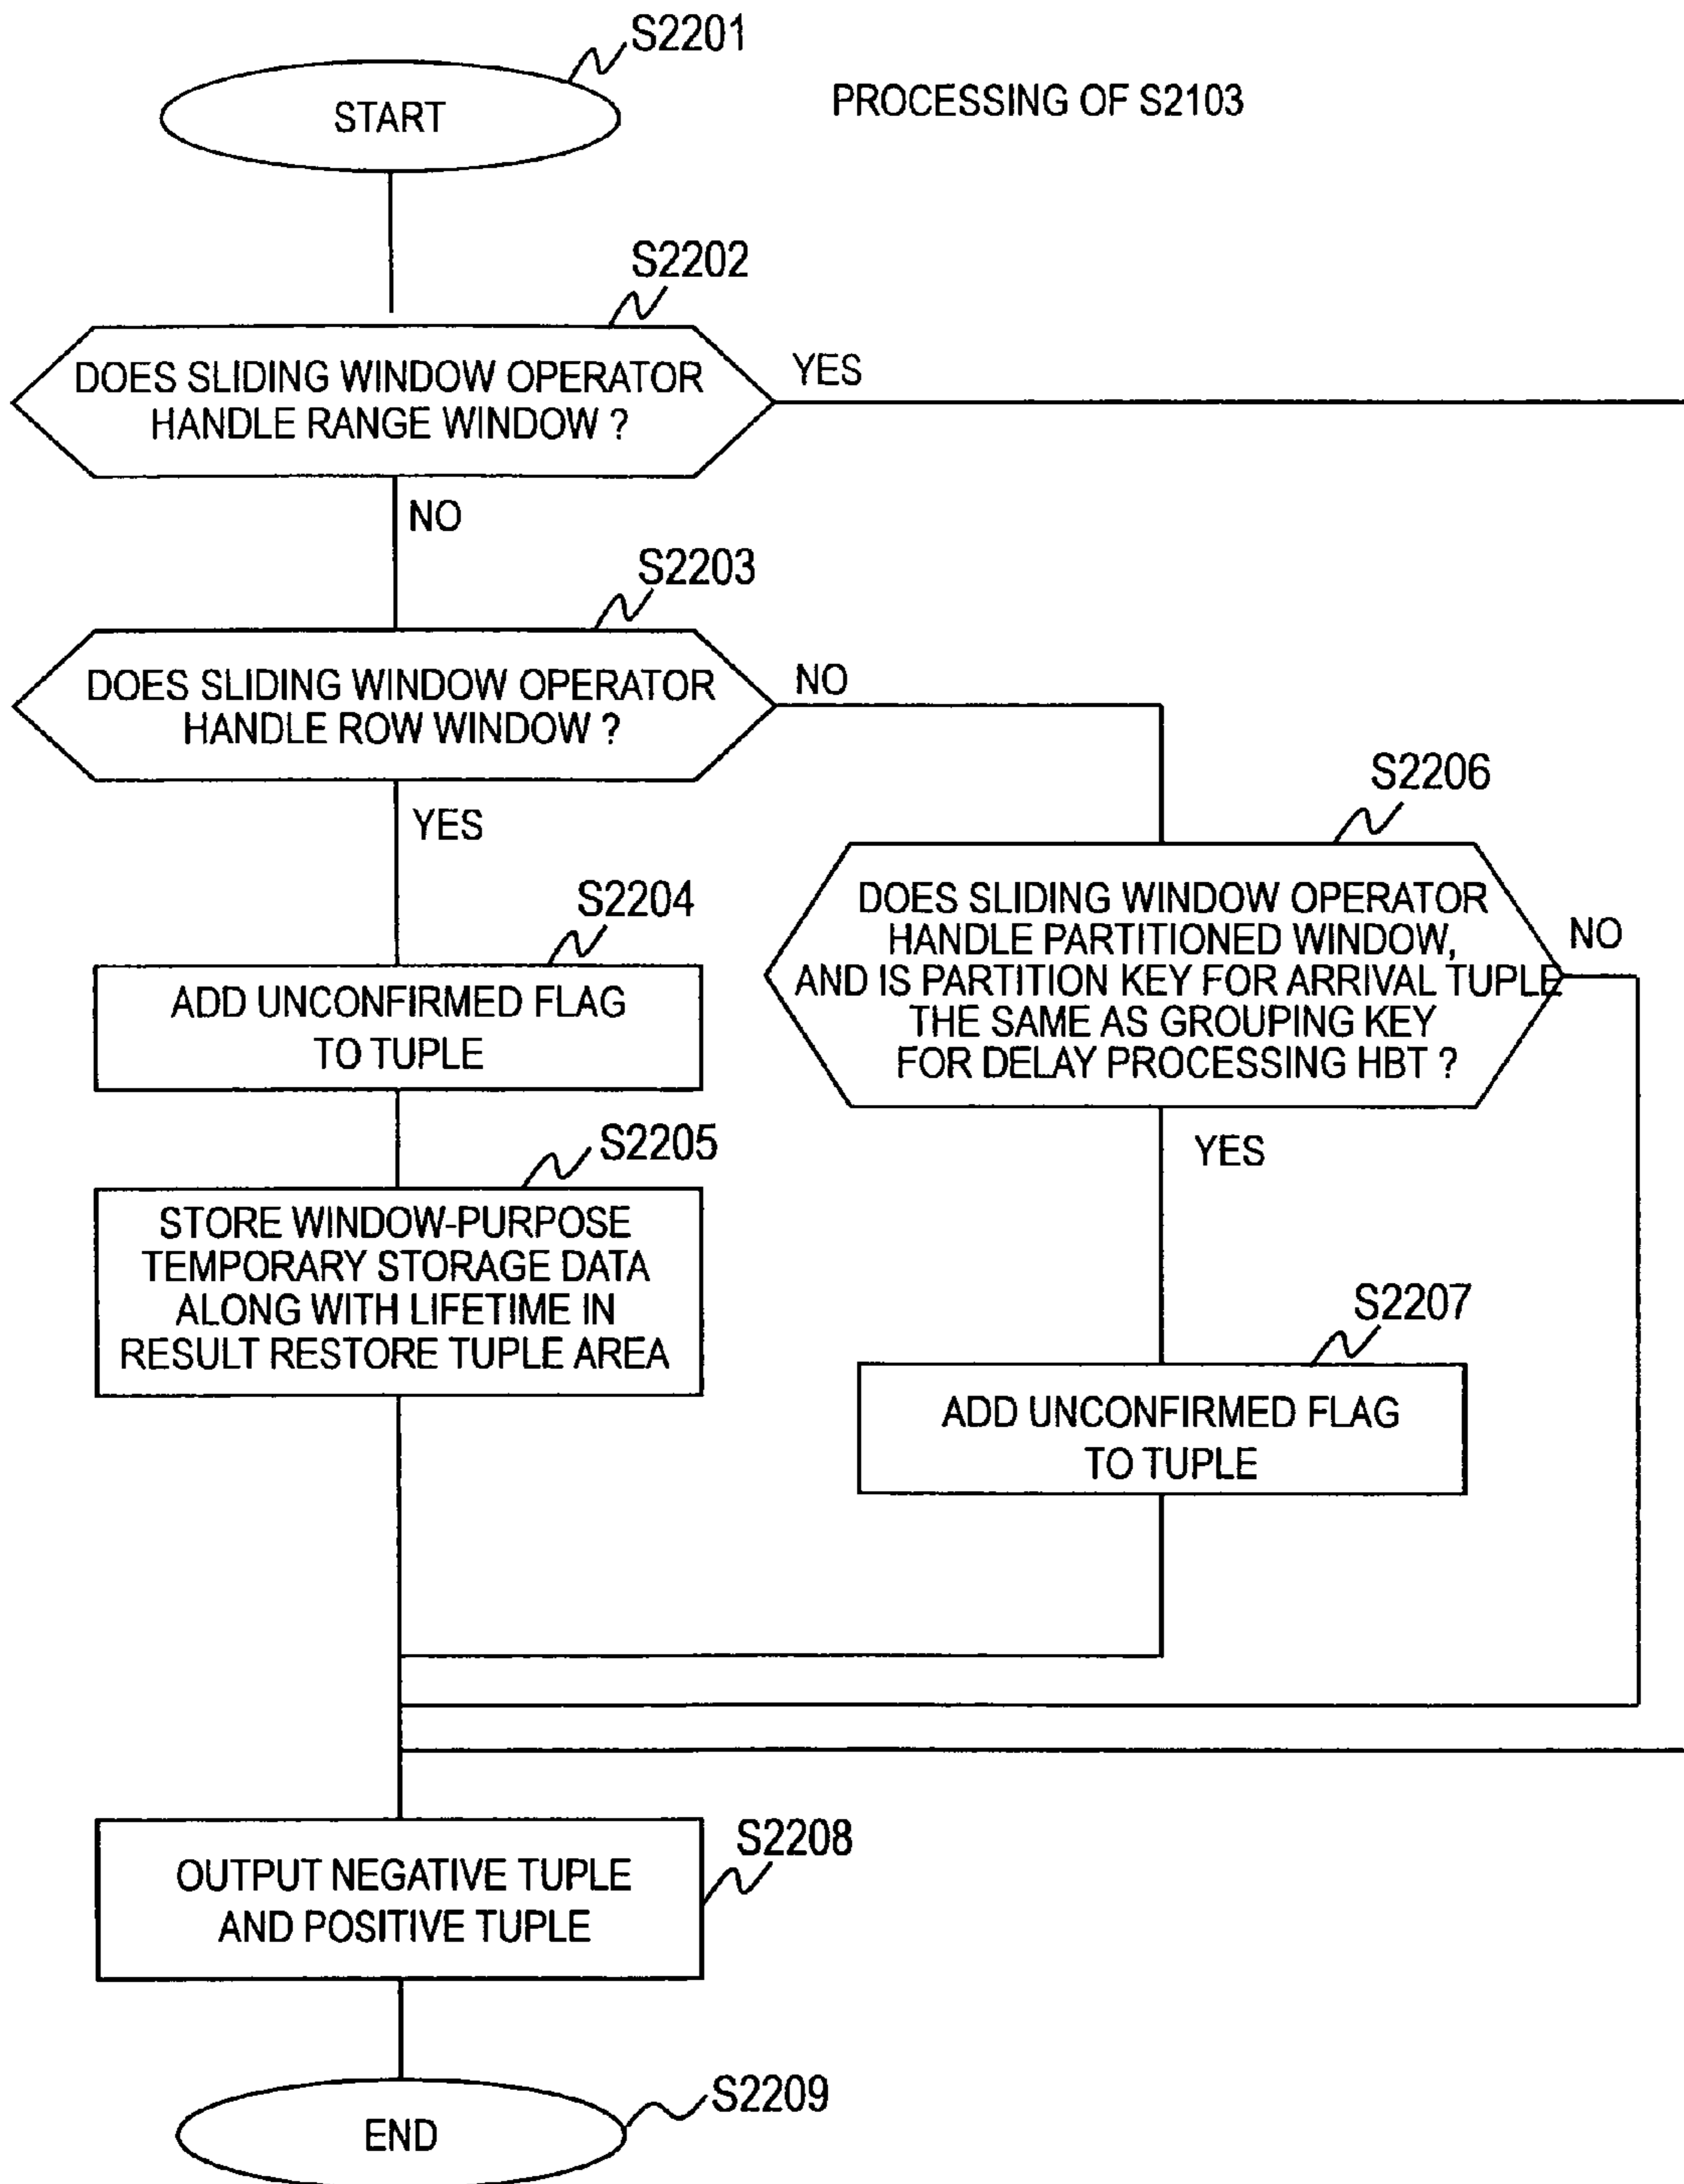 S2201
START
PROCESSING OF S2103
S2202
DOES SLIDING WINDOW OPERATOR
HANDLE RANGE WINDOW ?
YES
NO
S2203
DOES SLIDING WINDOW OPERATOR
HANDLE ROW WINDOW ?
NO
YES
S2206
DOES SLIDING WINDOW OPERATOR
HANDLE PARTITIONED WINDOW,
AND IS PARTITION KEY FOR ARRIVAL TUPLE
THE SAME AS GROUPING KEY
FOR DELAY PROCESSING HBT ?
NO
YES
S2204
ADD UNCONFIRMED FLAG
TO TUPLE
S2205
STORE WINDOW-PURPOSE
TEMPORARY STORAGE DATA
ALONG WITH LIFETIME IN
RESULT RESTORE TUPLE AREA
S2207
ADD UNCONFIRMED FLAG
TO TUPLE
S2208
OUTPUT NEGATIVE TUPLE
AND POSITIVE TUPLE
S2209
END